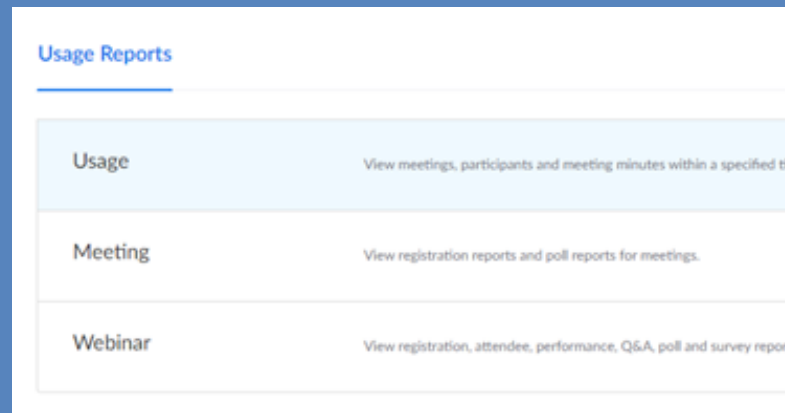 Usage Reports
Usage View meetings, participants and meeting minutes within a specified
Meeting View registration reports and poll reports for meetings.
Webinar View registration, attendee, performance, Q&A, poll and survey